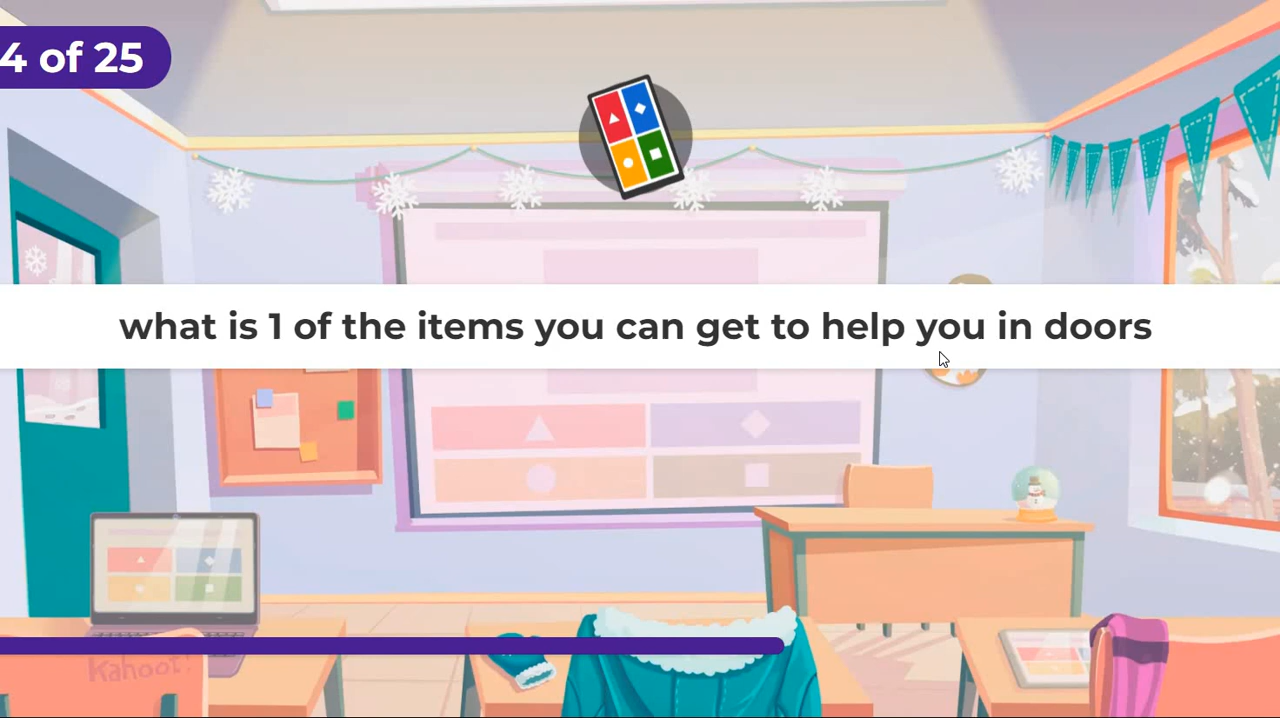 4 of 25
what is 1 of the items you can get to help you in doors
Kahoot!